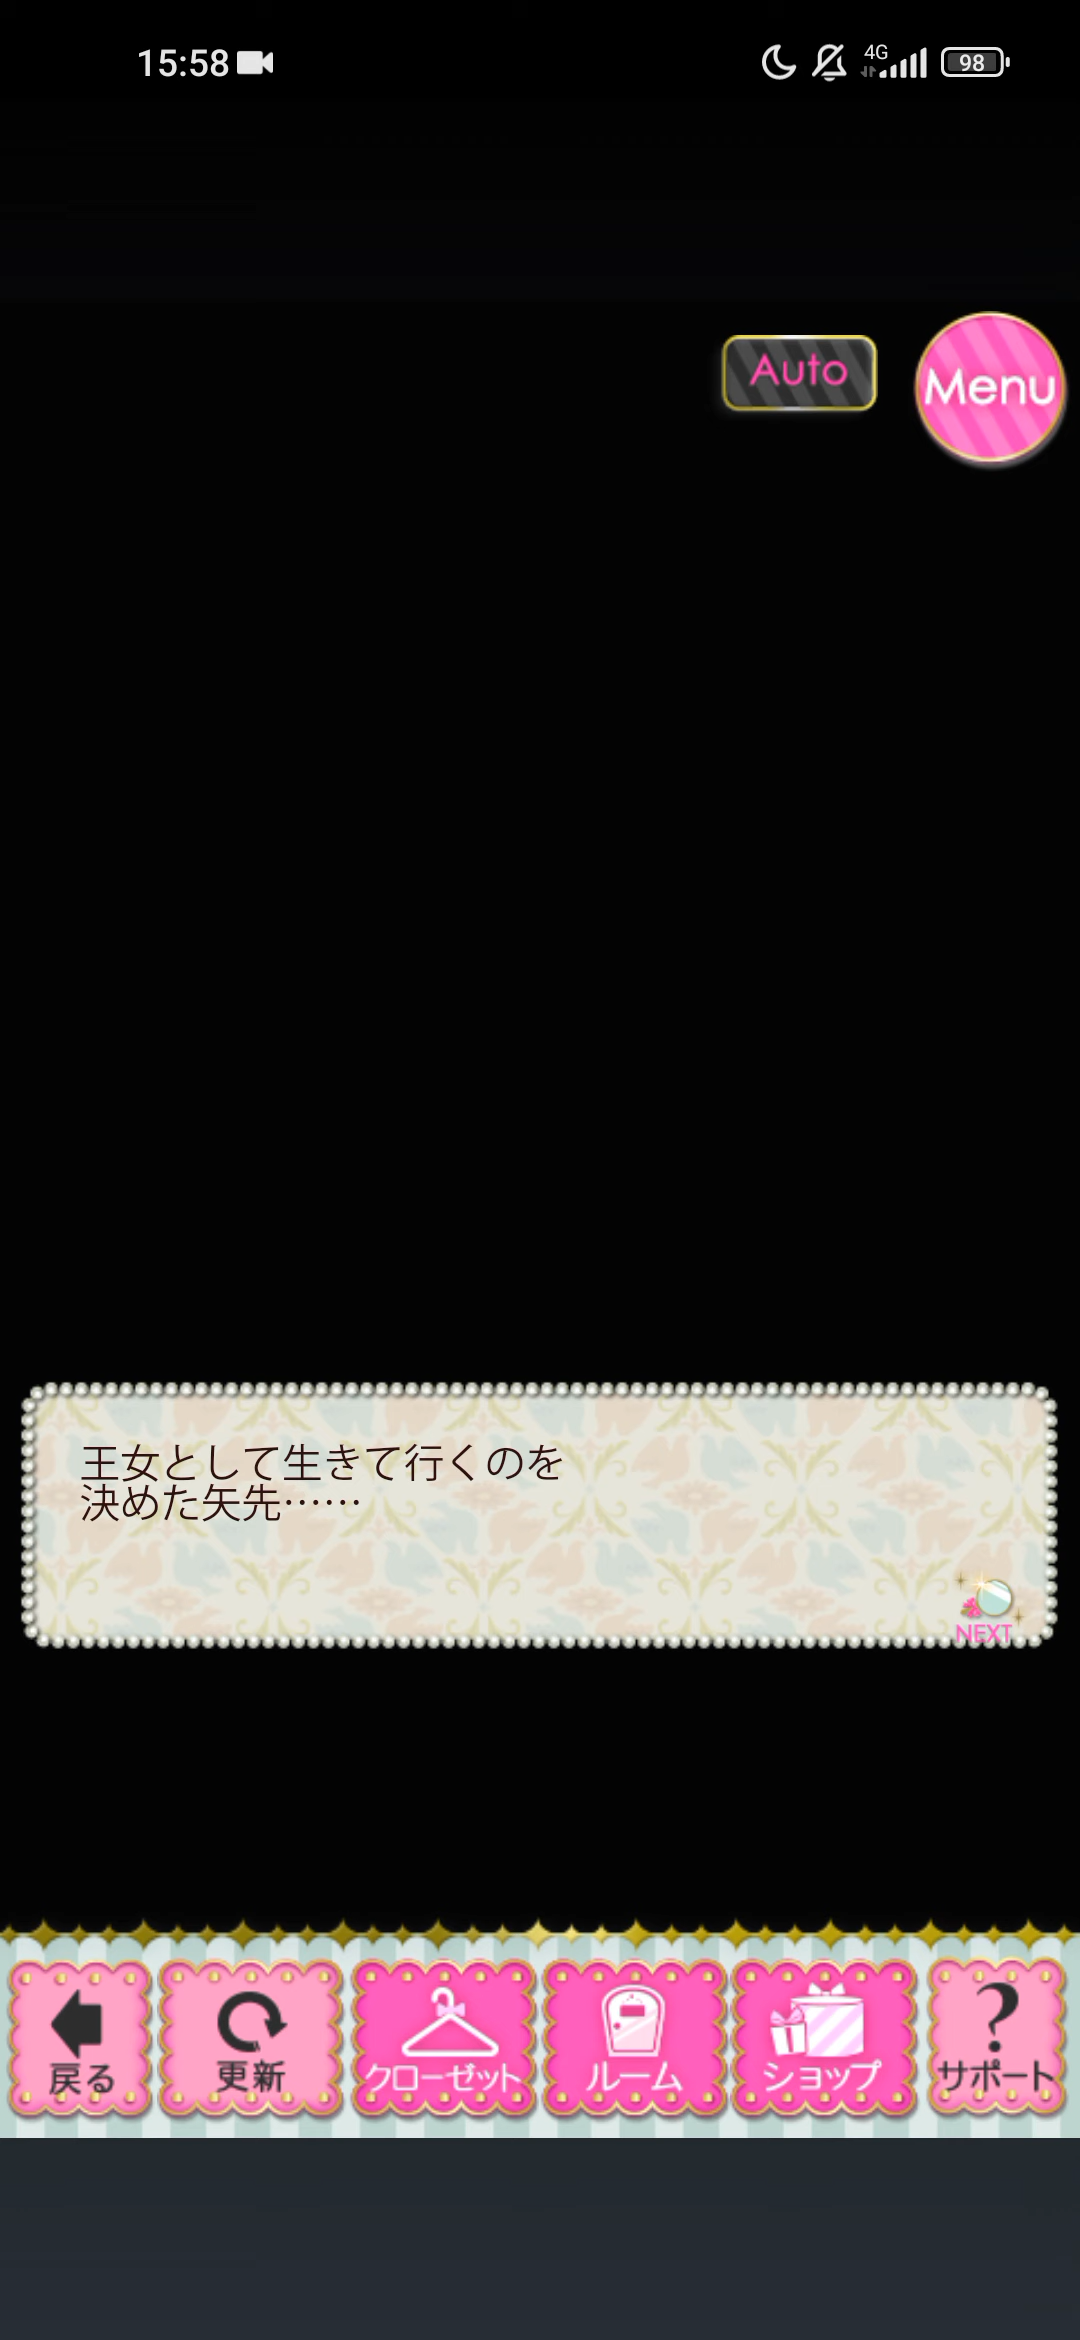 15:58
4G
98
Auto
Menu
王女として生きて行くのを
決めた矢先……
NEXT
戻る
更新
クローゼット
ルーム
ショップ
サポート